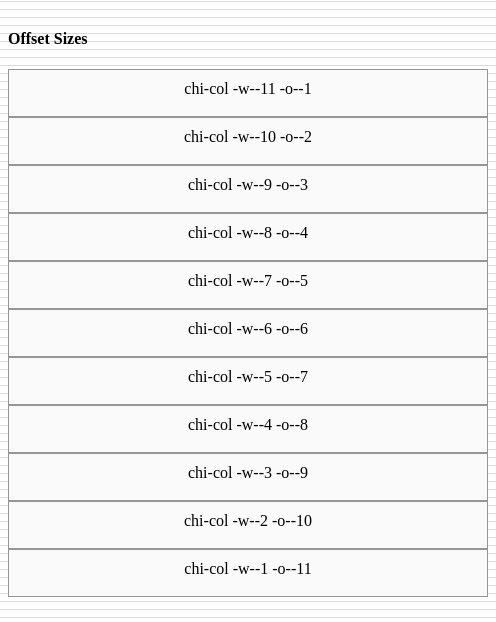 Offset Sizes
chi-col -w--11 -o--1
chi-col -w--10 -o--2
chi-col -w--9 -o--3
chi-col -w--8 -o--4
chi-col -w--7 -o--5
chi-col -w--6 -o--6
chi-col -w--5 -o--7
chi-col -w--4 -o--8
chi-col -w--3 -o--9
chi-col -w--2 -o--10
chi-col -w--1 -o--11